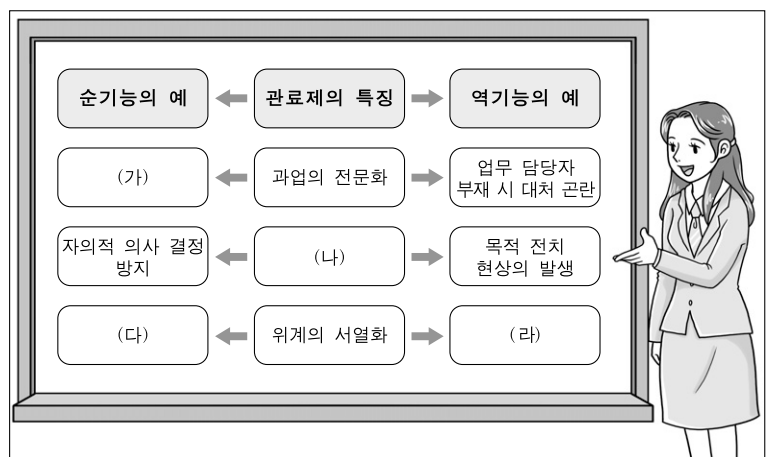 순기능의 예
관료제의 특징
역기능의 예
(가)
과업의 전문화
업무 담당자
부재 시 대처 곤란
자의적 의사 결정
방지
(나)
목적 전치
현상의 발생
(다)
위계의 서열화
(라)